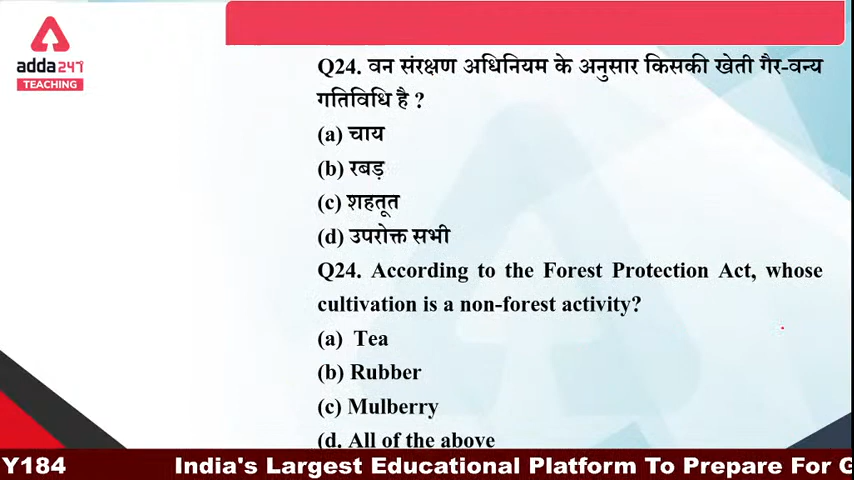 adda247
TEACHING
Q24. वन संरक्षण अधिनियम के अनुसार किसकी खेती गैर-वन्य
गतिविधि है ?
(a) चाय
(b) रबड़
(c) शहतूत
(d) उपरोक्त सभी
Q24. According to the Forest Protection Act, whose
cultivation is a non-forest activity?
(a) Tea
(b) Rubber
(c) Mulberry
(d. All of the above
Y184 India's Largest Educational Platform To Prepare For G